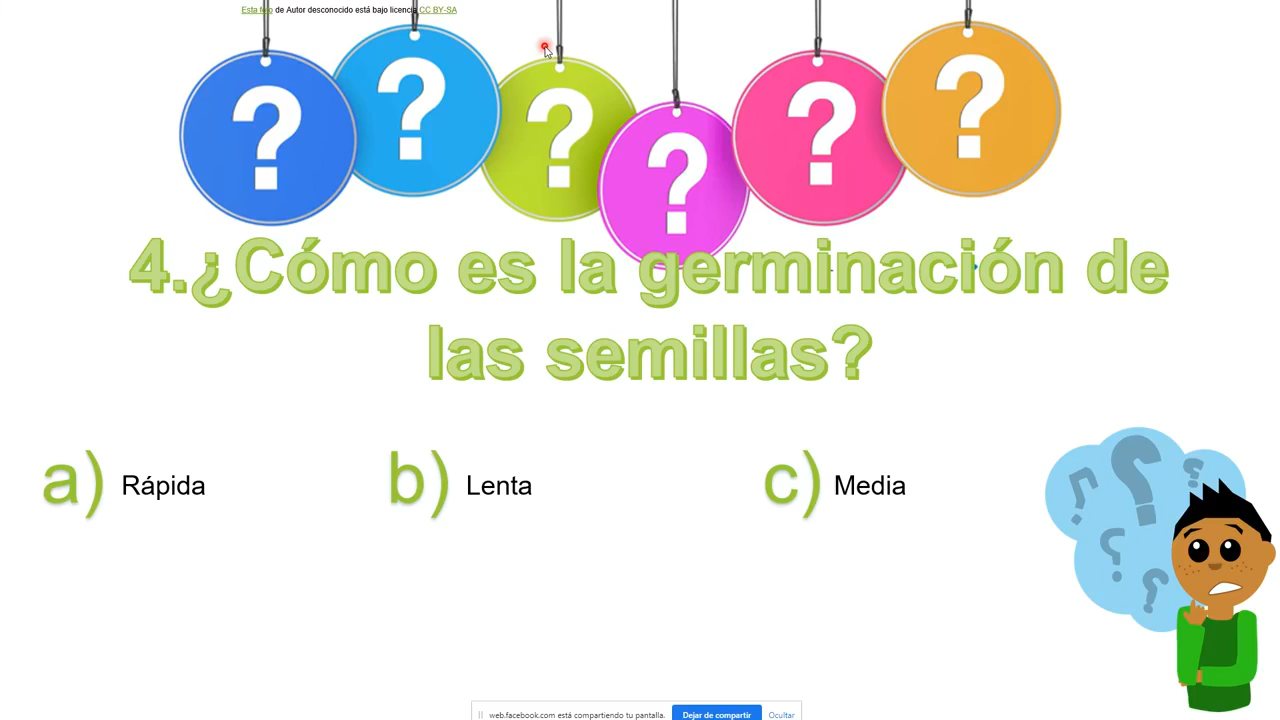 Esta foto de Autor desconocido está bajo licencia CC BY-SA
? ? ? ? ? ?
4.¿Cómo es la germinación de
las semillas?
a) Rápida b) Lenta c) Media
web.facebook.com está compartiendo tu pantalla. Dejar de compartir Ocultar